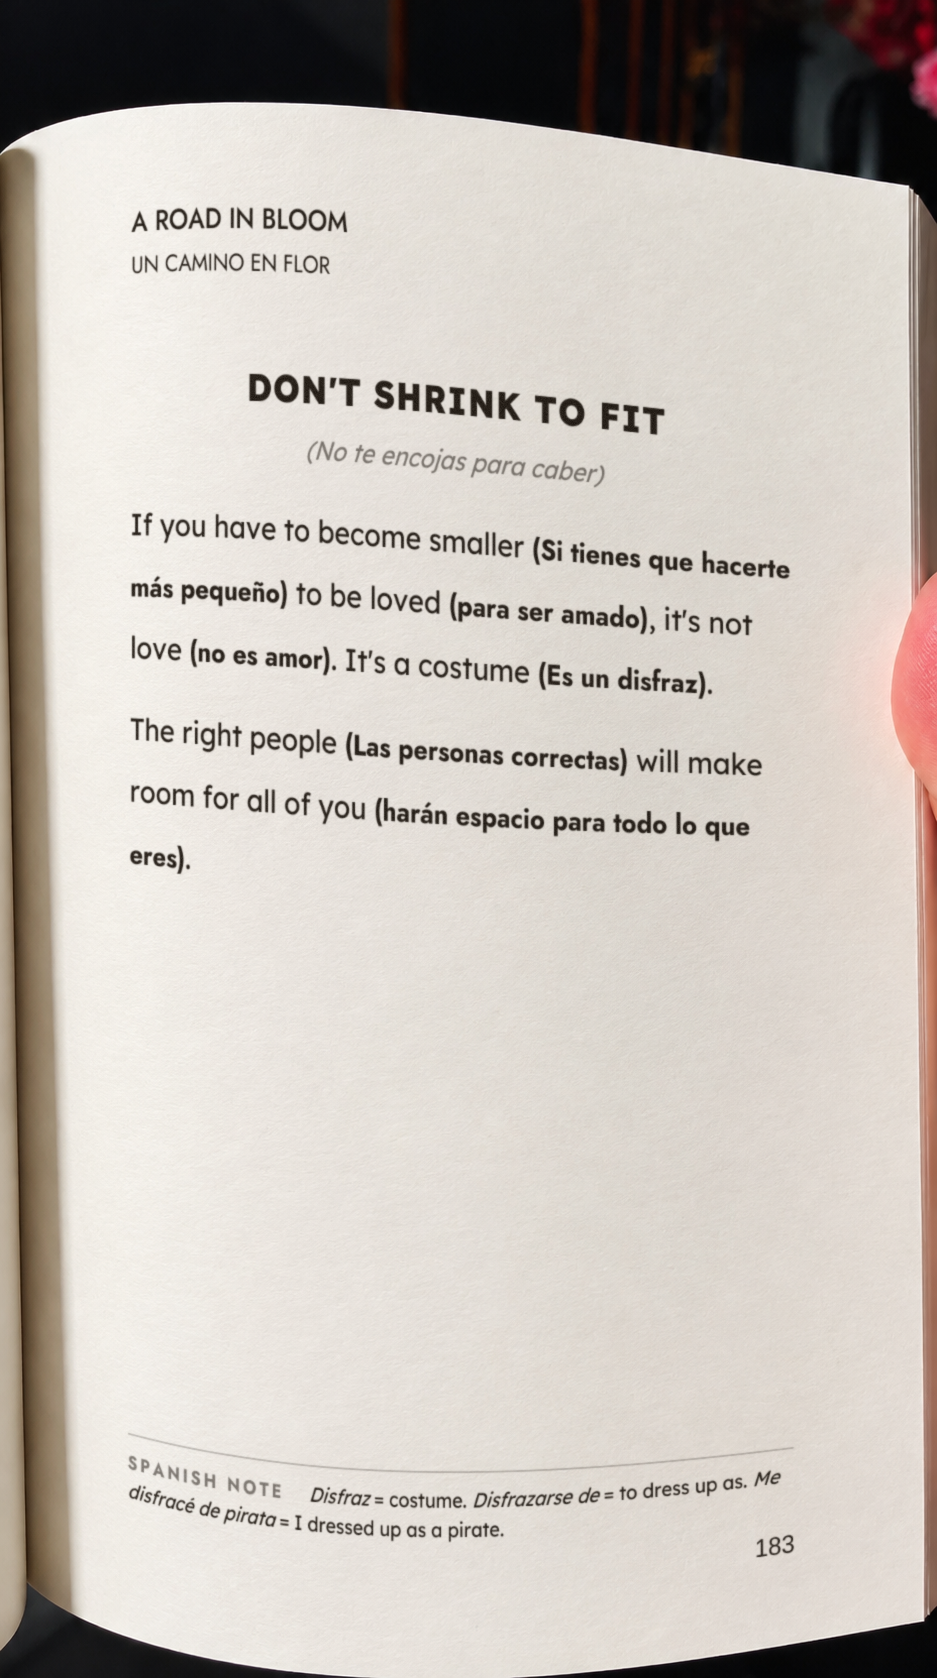 A ROAD IN BLOOM
UN CAMINO EN FLOR
DON'T SHRINK TO FIT
(No te encojas para caber)
If you have to become smaller (Si tienes que hacerte
más pequeño) to be loved (para ser amado), it's not
love (no es amor). It's a costume (Es un disfraz).
The right people (Las personas correctas) will make
room for all of you (harán espacio para todo lo que
eres).
SPANISH NOTE Disfraz = costume. Disfrazarse de = to dress up as. Me
disfracé de pirata = I dressed up as a pirate.
183